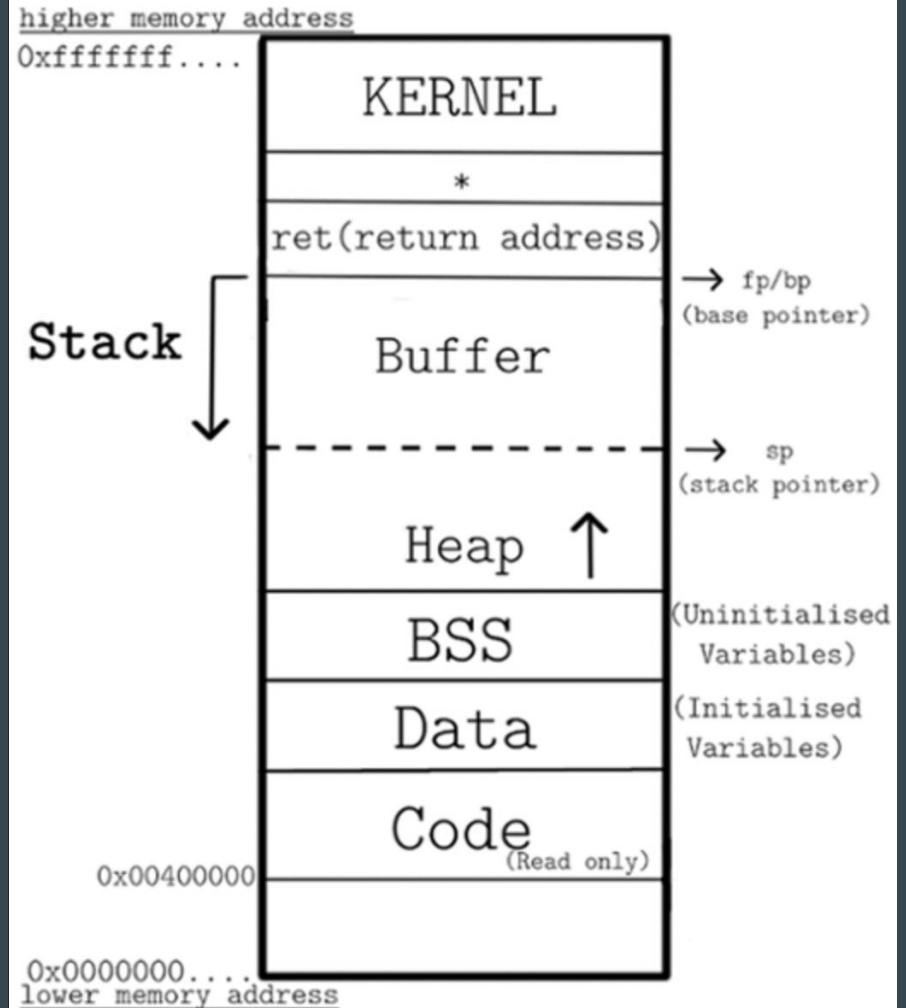 higher memory address
0xfffffff....
KERNEL
*
ret(return address)
→ fp/bp
(base pointer)
Stack
Buffer
→ sp
(stack pointer)
Heap ↑
BSS
(Uninitialised
Variables)
Data
(Initialised
Variables)
Code
(Read only)
0x00400000
0x0000000....
lower memory address